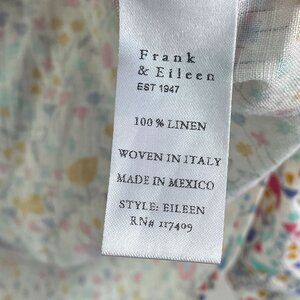 Frank
& Eileen
EST 1947
100% LINEN
WOVEN IN ITALY
MADE IN MEXICO
STYLE: EILEEN
RN# 117409